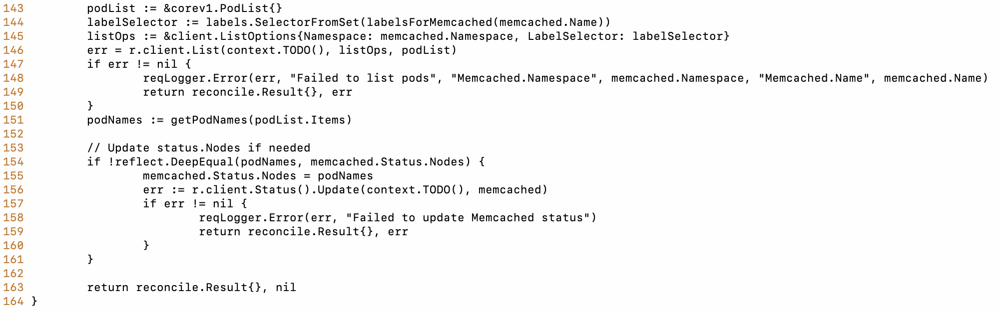 143         podList := &corev1.PodList{}
144         labelSelector := labels.SelectorFromSet(labelsForMemcached(memcached.Name))
145         listOps := &client.ListOptions{Namespace: memcached.Namespace, LabelSelector: labelSelector}
146         err = r.client.List(context.TODO(), listOps, podList)
147         if err != nil {
148                 reqLogger.Error(err, "Failed to list pods", "Memcached.Namespace", memcached.Namespace, "Memcached.Name", memcached.Name)
149                 return reconcile.Result{}, err
150         }
151         podNames := getPodNames(podList.Items)
152
153         // Update status.Nodes if needed
154         if !reflect.DeepEqual(podNames, memcached.Status.Nodes) {
155                 memcached.Status.Nodes = podNames
156                 err := r.client.Status().Update(context.TODO(), memcached)
157                 if err != nil {
158                         reqLogger.Error(err, "Failed to update Memcached status")
159                         return reconcile.Result{}, err
160                 }
161         }
162
163         return reconcile.Result{}, nil
164 }